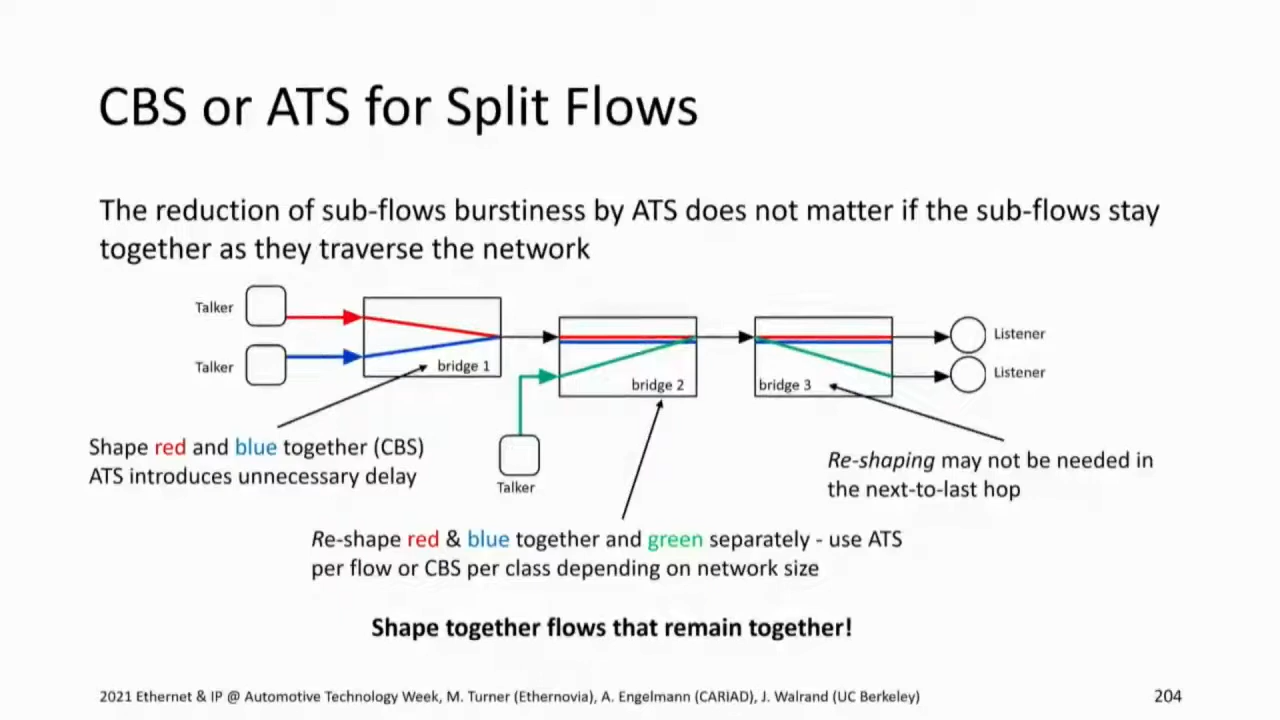 CBS or ATS for Split Flows
The reduction of sub-flows burstiness by ATS does not matter if the sub-flows stay
together as they traverse the network
Talker
Talker
bridge 1
bridge 2
bridge 3
Listener
Listener
Talker
Shape red and blue together (CBS)
ATS introduces unnecessary delay
Re-shaping may not be needed in
the next-to-last hop
Re-shape red & blue together and green separately - use ATS
per flow or CBS per class depending on network size
Shape together flows that remain together!
2021 Ethernet & IP @ Automotive Technology Week, M. Turner (Ethernovia), A. Engelmann (CARIAD), J. Walrand (UC Berkeley)
204